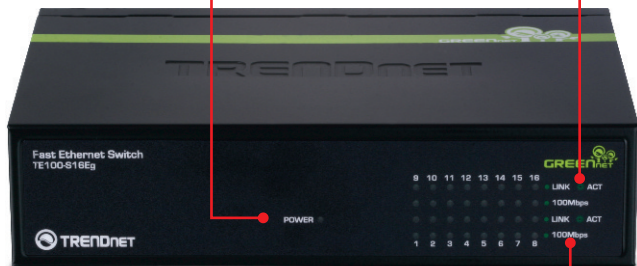 GREENnet
TRENDNET
Fast Ethernet Switch
TE100-S16Eg
GREENnet
9 10 11 12 13 14 15 16
LINK ACT
100Mbps
POWER
LINK ACT
100Mbps
1 2 3 4 5 6 7 8
TRENDNET